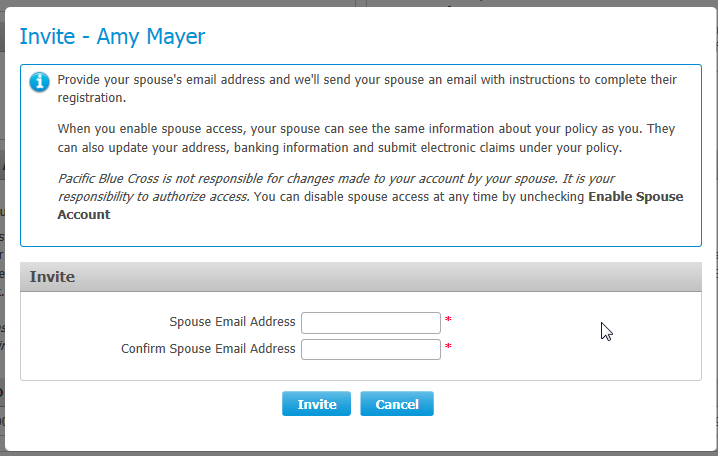 Invite - Amy Mayer
Provide your spouse's email address and we'll send your spouse an email with instructions to complete their
registration.
When you enable spouse access, your spouse can see the same information about your policy as you. They
can also update your address, banking information and submit electronic claims under your policy.
Pacific Blue Cross is not responsible for changes made to your account by your spouse. It is your
responsibility to authorize access. You can disable spouse access at any time by unchecking Enable Spouse
Account
Invite
Spouse Email Address *
Confirm Spouse Email Address *
Invite Cancel